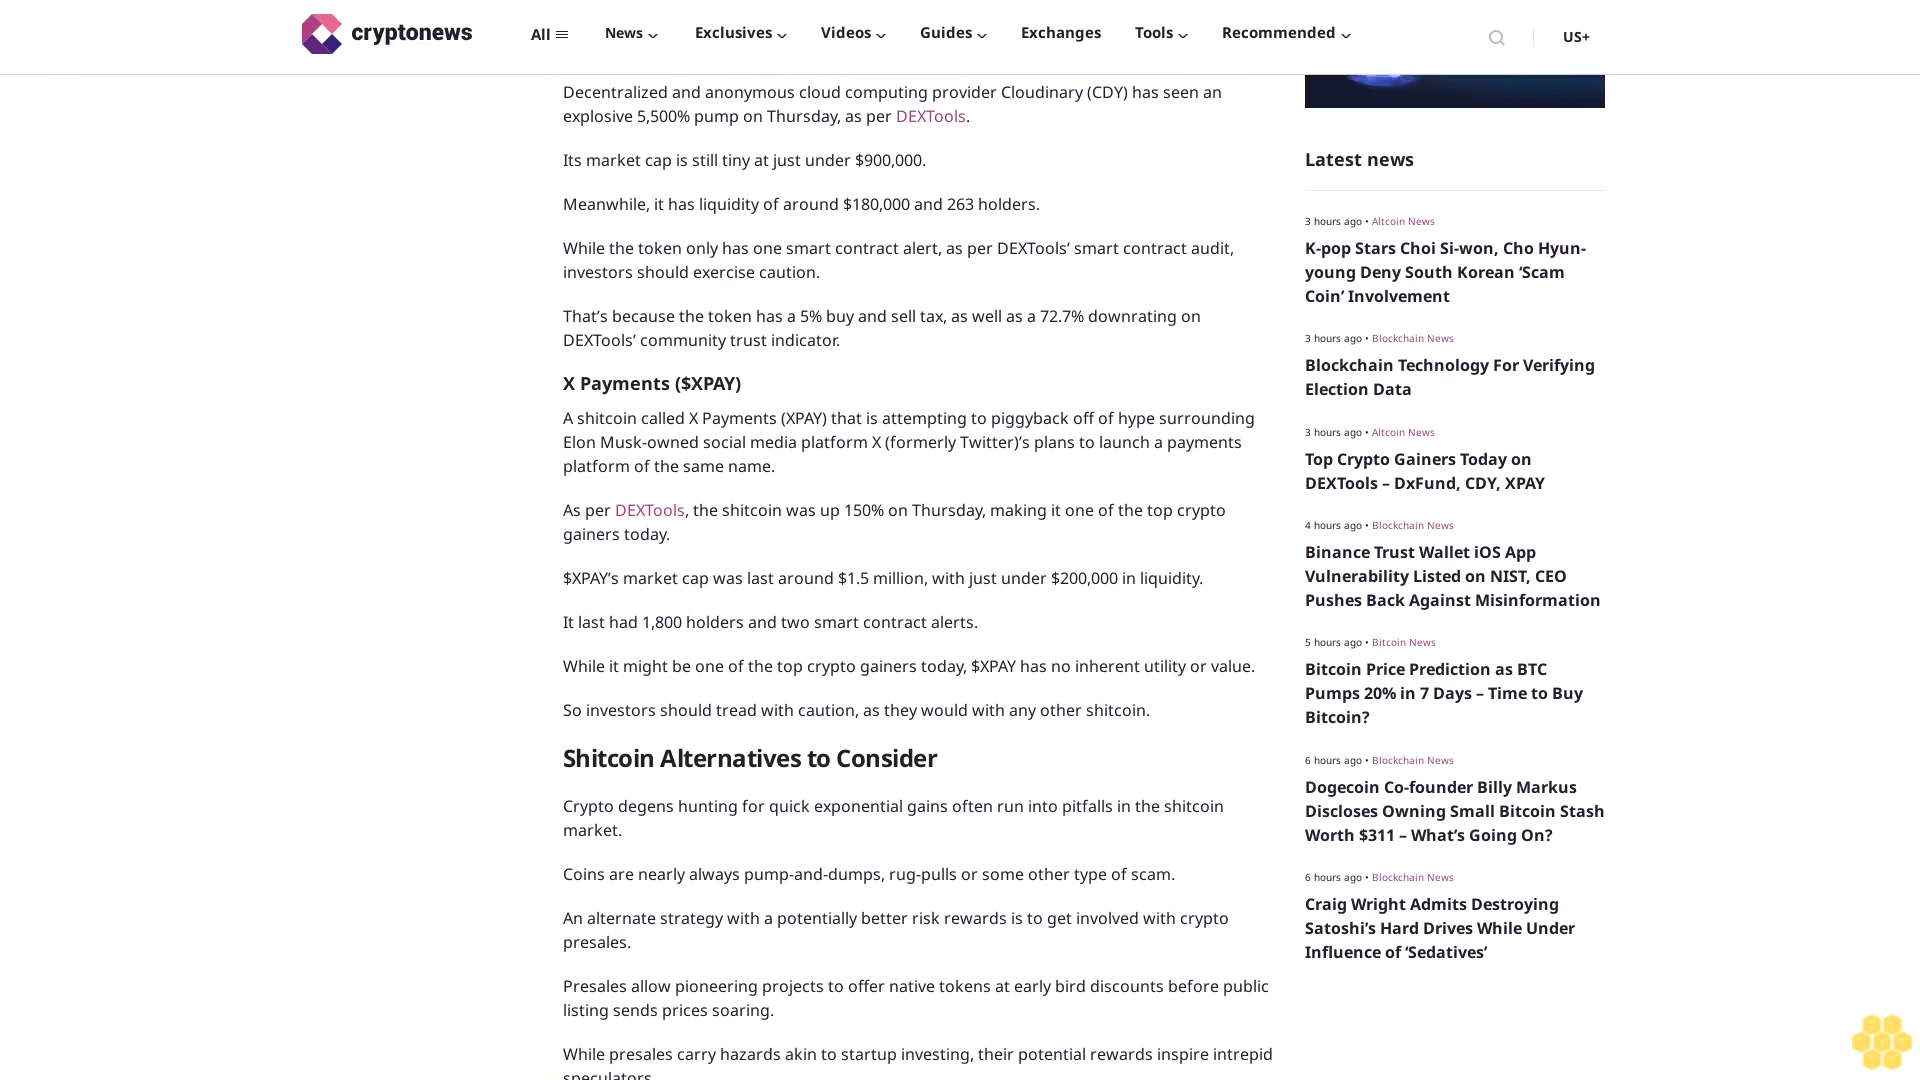 cryptonews
All
News
Exclusives
Videos
Guides
Exchanges
Tools
Recommended
US+
Decentralized and anonymous cloud computing provider Cloudinary (CDY) has seen an
explosive 5,500% pump on Thursday, as per DEXTools.
Its market cap is still tiny at just under $900,000.
Meanwhile, it has liquidity of around $180,000 and 263 holders.
While the token only has one smart contract alert, as per DEXTools’ smart contract audit,
investors should exercise caution.
That’s because the token has a 5% buy and sell tax, as well as a 72.7% downrating on
DEXTools’ community trust indicator.
X Payments ($XPAY)
A shitcoin called X Payments (XPAY) that is attempting to piggyback off of hype surrounding
Elon Musk-owned social media platform X (formerly Twitter)’s plans to launch a payments
platform of the same name.
As per DEXTools, the shitcoin was up 150% on Thursday, making it one of the top crypto
gainers today.
$XPAY’s market cap was last around $1.5 million, with just under $200,000 in liquidity.
It last had 1,800 holders and two smart contract alerts.
While it might be one of the top crypto gainers today, $XPAY has no inherent utility or value.
So investors should tread with caution, as they would with any other shitcoin.
Shitcoin Alternatives to Consider
Crypto degens hunting for quick exponential gains often run into pitfalls in the shitcoin
market.
Coins are nearly always pump-and-dumps, rug-pulls or some other type of scam.
An alternate strategy with a potentially better risk rewards is to get involved with crypto
presales.
Presales allow pioneering projects to offer native tokens at early bird discounts before public
listing sends prices soaring.
While presales carry hazards akin to startup investing, their potential rewards inspire intrepid
speculators.
Latest news
3 hours ago • Altcoin News
K-pop Stars Choi Si-won, Cho Hyun-
young Deny South Korean ‘Scam
Coin’ Involvement
3 hours ago • Blockchain News
Blockchain Technology For Verifying
Election Data
3 hours ago • Altcoin News
Top Crypto Gainers Today on
DEXTools – DxFund, CDY, XPAY
4 hours ago • Blockchain News
Binance Trust Wallet iOS App
Vulnerability Listed on NIST, CEO
Pushes Back Against Misinformation
5 hours ago • Bitcoin News
Bitcoin Price Prediction as BTC
Pumps 20% in 7 Days – Time to Buy
Bitcoin?
6 hours ago • Blockchain News
Dogecoin Co-founder Billy Markus
Discloses Owning Small Bitcoin Stash
Worth $311 – What’s Going On?
6 hours ago • Blockchain News
Craig Wright Admits Destroying
Satoshi’s Hard Drives While Under
Influence of ‘Sedatives’